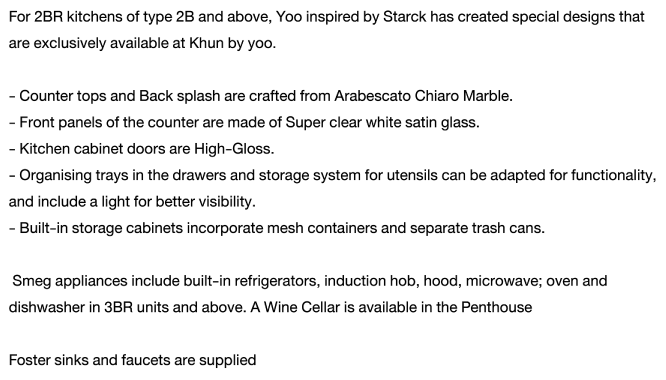 For 2BR kitchens of type 2B and above, Yoo inspired by Starck has created special designs that
are exclusively available at Khun by yoo.
- Counter tops and Back splash are crafted from Arabescato Chiaro Marble.
- Front panels of the counter are made of Super clear white satin glass.
- Kitchen cabinet doors are High-Gloss.
- Organising trays in the drawers and storage system for utensils can be adapted for functionality,
and include a light for better visibility.
- Built-in storage cabinets incorporate mesh containers and separate trash cans.
Smeg appliances include built-in refrigerators, induction hob, hood, microwave; oven and
dishwasher in 3BR units and above. A Wine Cellar is available in the Penthouse
Foster sinks and faucets are supplied